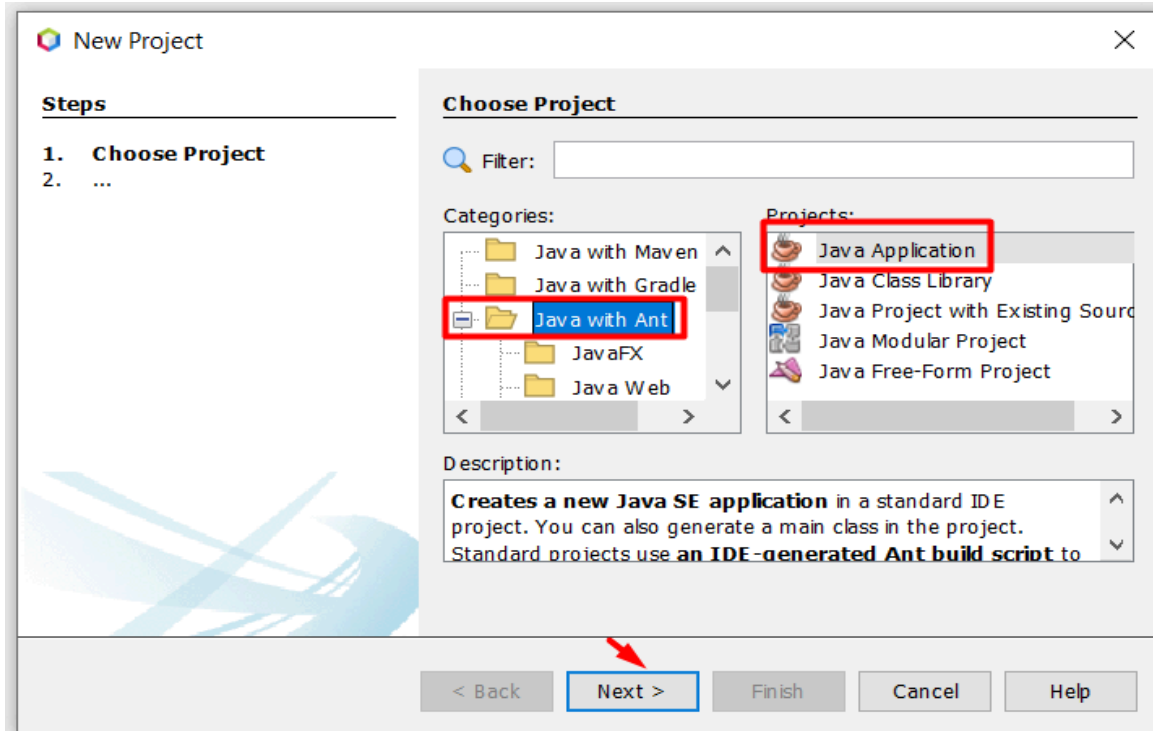 New Project
Steps
1. Choose Project
2. ...
Choose Project
Filter:
Categories:
Java with Maven
Java with Gradle
Java with Ant
JavaFX
Java Web
Projects:
Java Application
Java Class Library
Java Project with Existing Sourc
Java Modular Project
Java Free-Form Project
Description:
Creates a new Java SE application in a standard IDE
project. You can also generate a main class in the project.
Standard projects use an IDE-generated Ant build script to
< Back
Next >
Finish
Cancel
Help